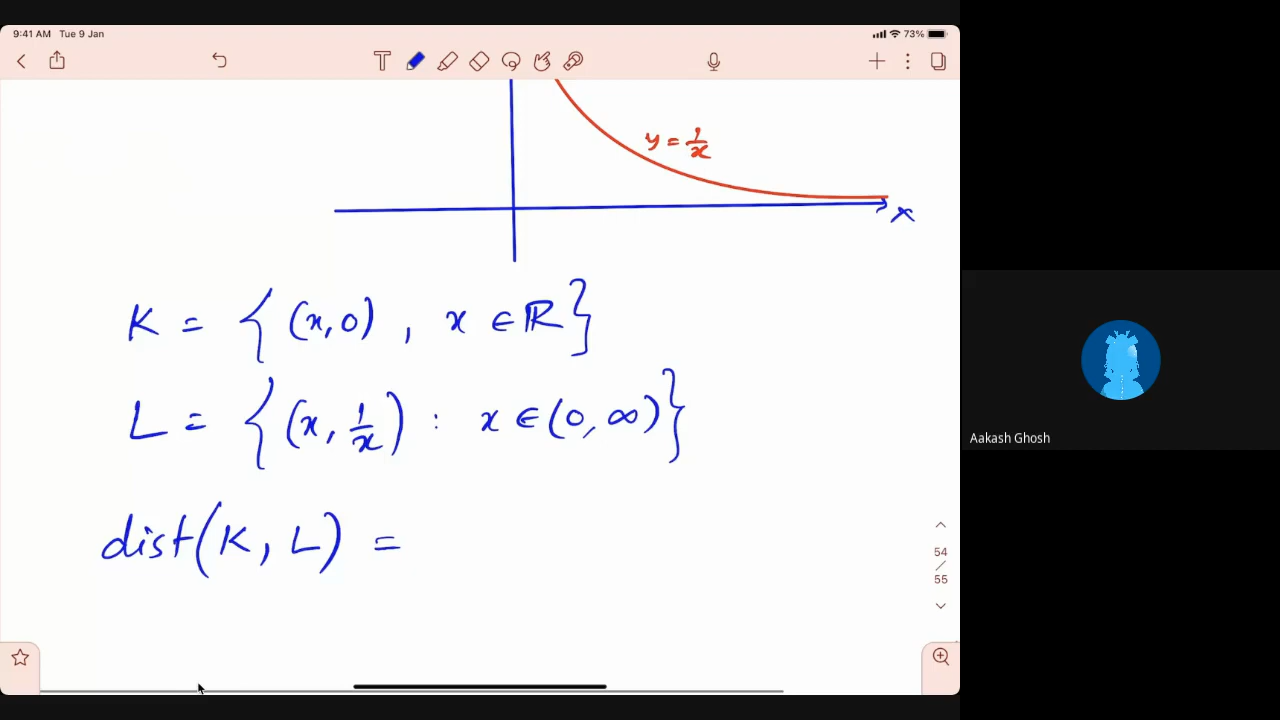 9:41 AM Tue 9 Jan
73%
y = 1/x
x
K = { (x,0) , x ∈ ℝ }
L = { (x, 1/x) : x ∈ (0, ∞) }
dist(K, L) =
54
/
55
Aakash Ghosh